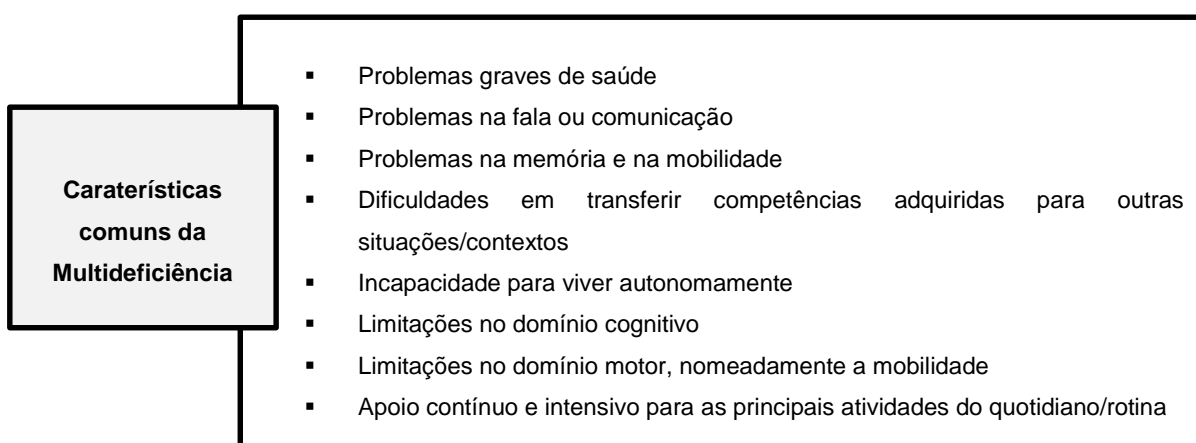 Caraterísticas
comuns da
Multideficiência
▪ Problemas graves de saúde
▪ Problemas na fala ou comunicação
▪ Problemas na memória e na mobilidade
▪ Dificuldades em transferir competências adquiridas para outras
situações/contextos
▪ Incapacidade para viver autonomamente
▪ Limitações no domínio cognitivo
▪ Limitações no domínio motor, nomeadamente a mobilidade
▪ Apoio contínuo e intensivo para as principais atividades do quotidiano/rotina